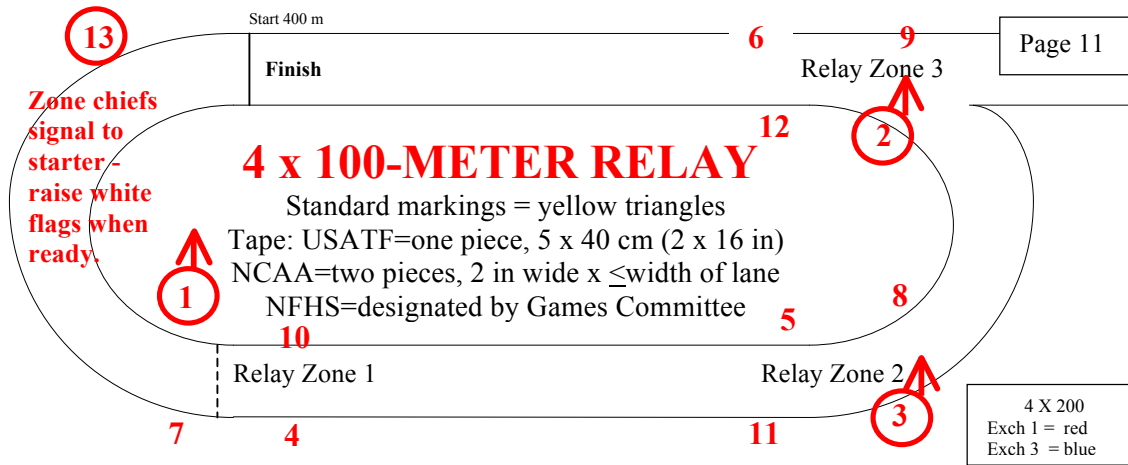 Start 400 m
13
6
9
Page 11
Finish
Relay Zone 3
Zone chiefs
signal to
starter -
raise white
flags when
ready.
12
2
4 x 100-METER RELAY
Standard markings = yellow triangles
Tape: USATF=one piece, 5 x 40 cm (2 x 16 in)
NCAA=two pieces, 2 in wide x ≤width of lane
NFHS=designated by Games Committee
1
8
5
10
Relay Zone 1
Relay Zone 2
3
7
4
11
4 X 200
Exch 1 = red
Exch 3 = blue